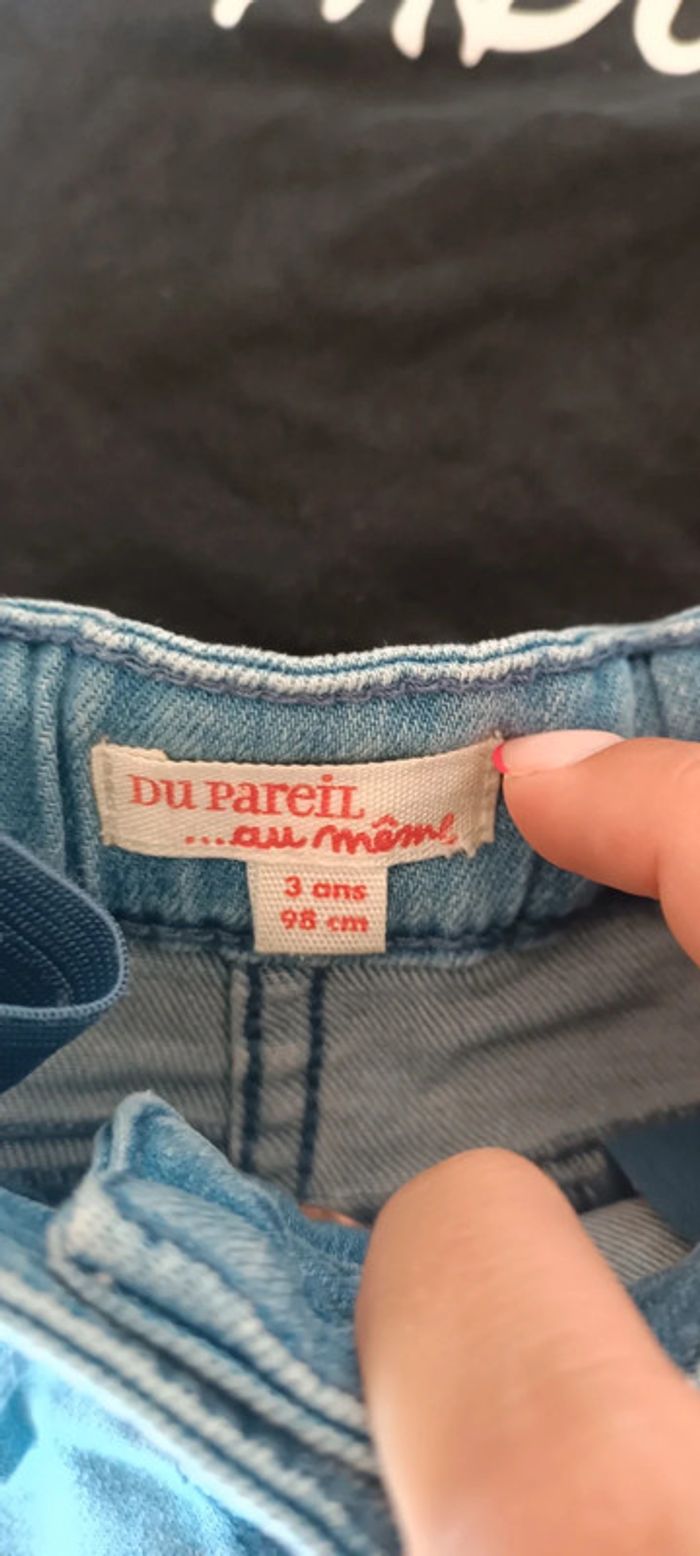 Du Pareil
...au même
3 ans
98 cm